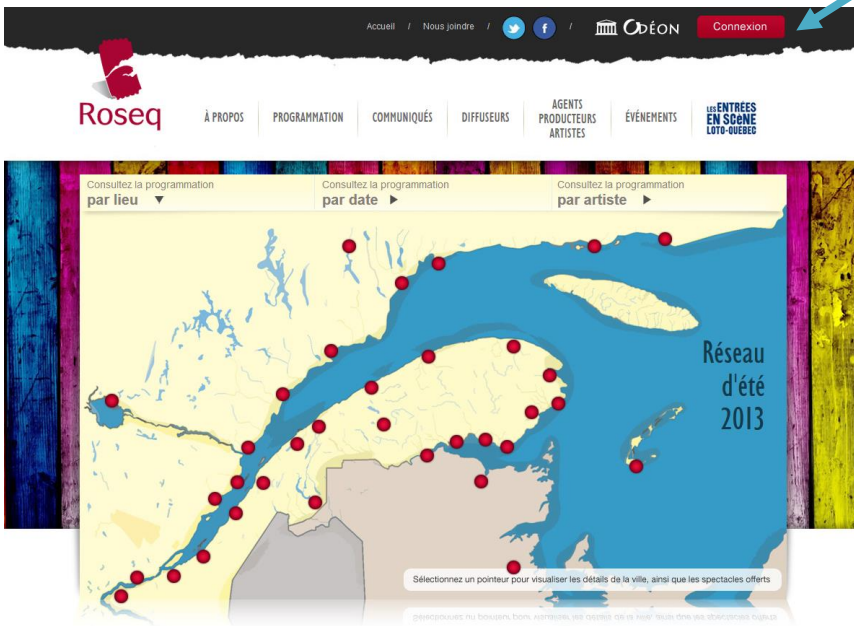 Accueil / Nous joindre / / ODÉON Connexion
Roseq
À PROPOS
PROGRAMMATION
COMMUNIQUÉS
DIFFUSEURS
AGENTS
PRODUCTEURS
ARTISTES
ÉVÉNEMENTS
LES ENTRÉES
EN SCÈNE
LOTO-QUÉBEC
Consultez la programmation
par lieu
Consultez la programmation
par date
Consultez la programmation
par artiste
Réseau
d'été
2013
Sélectionnez un pointeur pour visualiser les détails de la ville, ainsi que les spectacles offerts